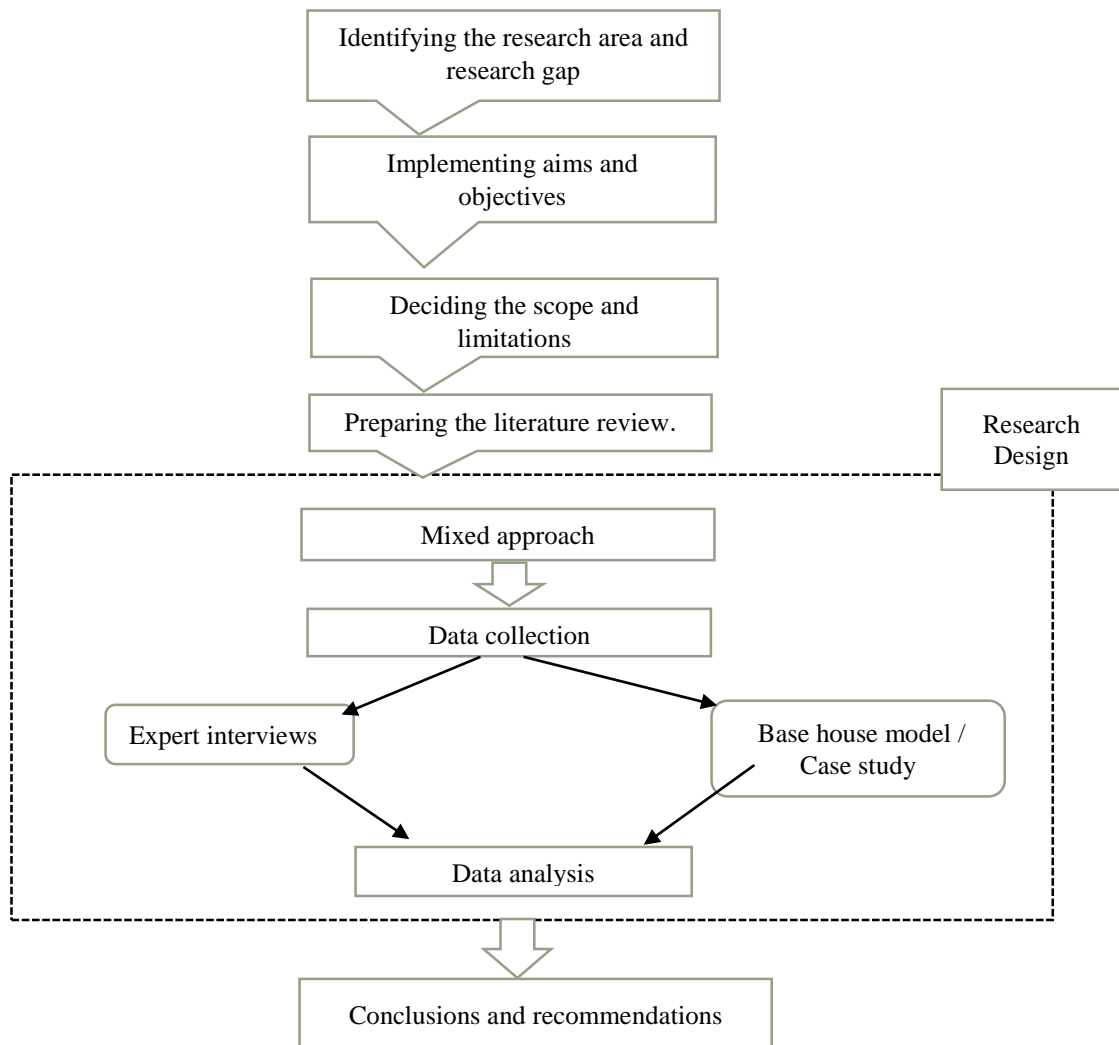 Identifying the research area and
research gap
Implementing aims and
objectives
Deciding the scope and
limitations
Preparing the literature review.
Research
Design
Mixed approach
Data collection
Expert interviews
Base house model /
Case study
Data analysis
Conclusions and recommendations